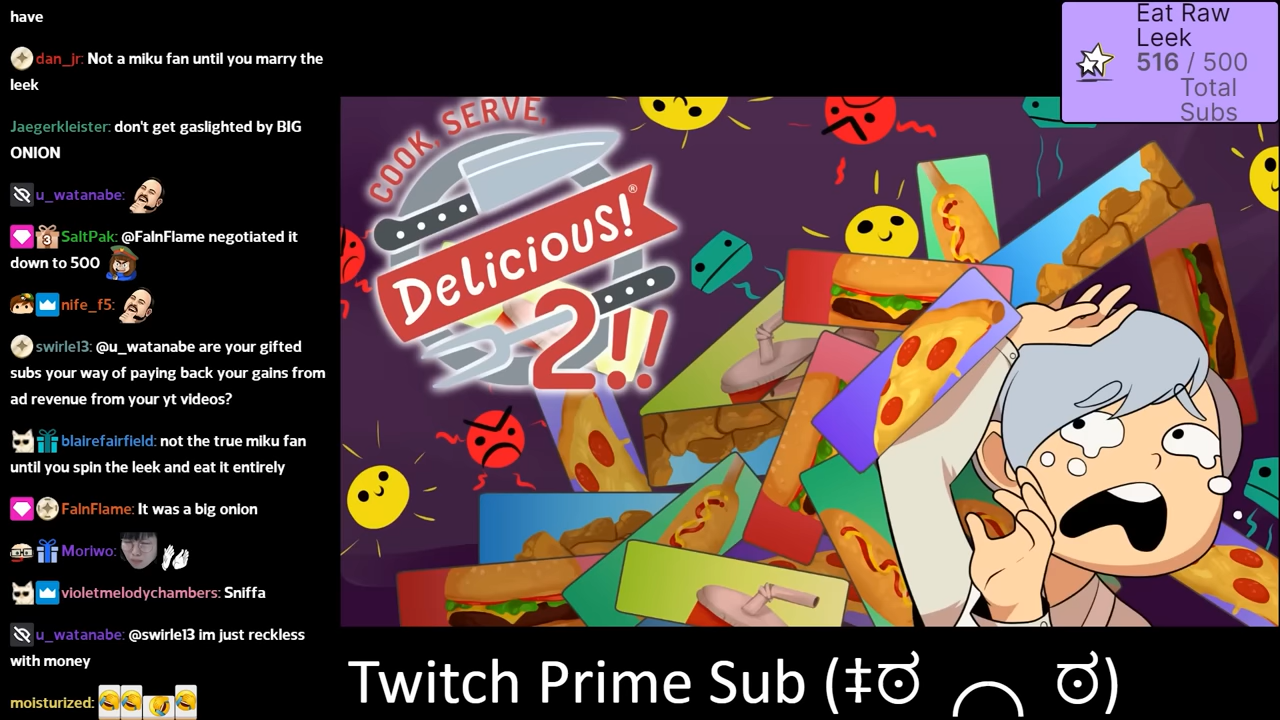 have
dan_jr: Not a miku fan until you marry the
leek
Jaegerkleister: don't get gaslighted by BIG
ONION
u_watanabe:
SaltPak: @FalnFlame negotiated it
down to 500
nife_f5:
swirle13: @u_watanabe are your gifted
subs your way of paying back your gains from
ad revenue from your yt videos?
blairefairfield: not the true miku fan
until you spin the leek and eat it entirely
FalnFlame: It was a big onion
Moriwo:
violetmelodychambers: Sniffa
u_watanabe: @swirle13 im just reckless
with money
moisturized:
COOK, SERVE,
Delicious!®
2!!
Eat Raw
Leek
516 / 500
Total
Subs
3
Twitch Prime Sub (‡ಠ ⁔ ಠ)